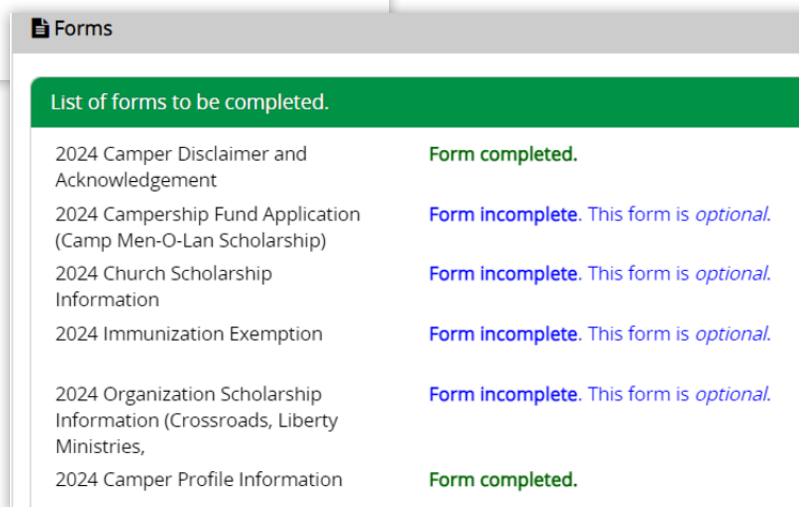 Forms
List of forms to be completed.
2024 Camper Disclaimer and Form completed.
Acknowledgement
2024 Campership Fund Application Form incomplete. This form is optional.
(Camp Men-O-Lan Scholarship)
2024 Church Scholarship Form incomplete. This form is optional.
Information
2024 Immunization Exemption Form incomplete. This form is optional.
2024 Organization Scholarship Form incomplete. This form is optional.
Information (Crossroads, Liberty
Ministries,
2024 Camper Profile Information Form completed.